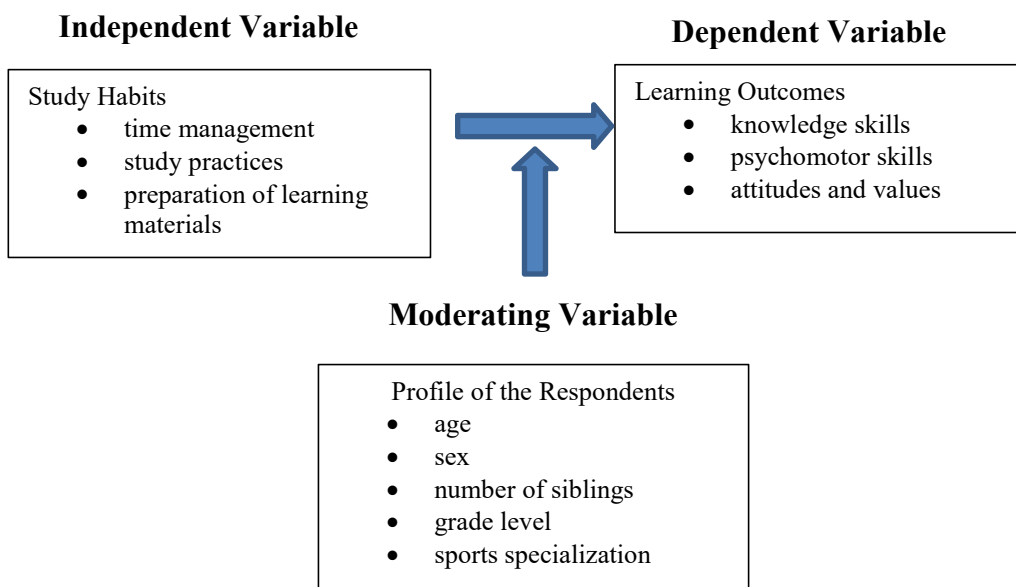 Independent Variable
Study Habits
• time management
• study practices
• preparation of learning
materials
Dependent Variable
Learning Outcomes
• knowledge skills
• psychomotor skills
• attitudes and values
Moderating Variable
Profile of the Respondents
• age
• sex
• number of siblings
• grade level
• sports specialization